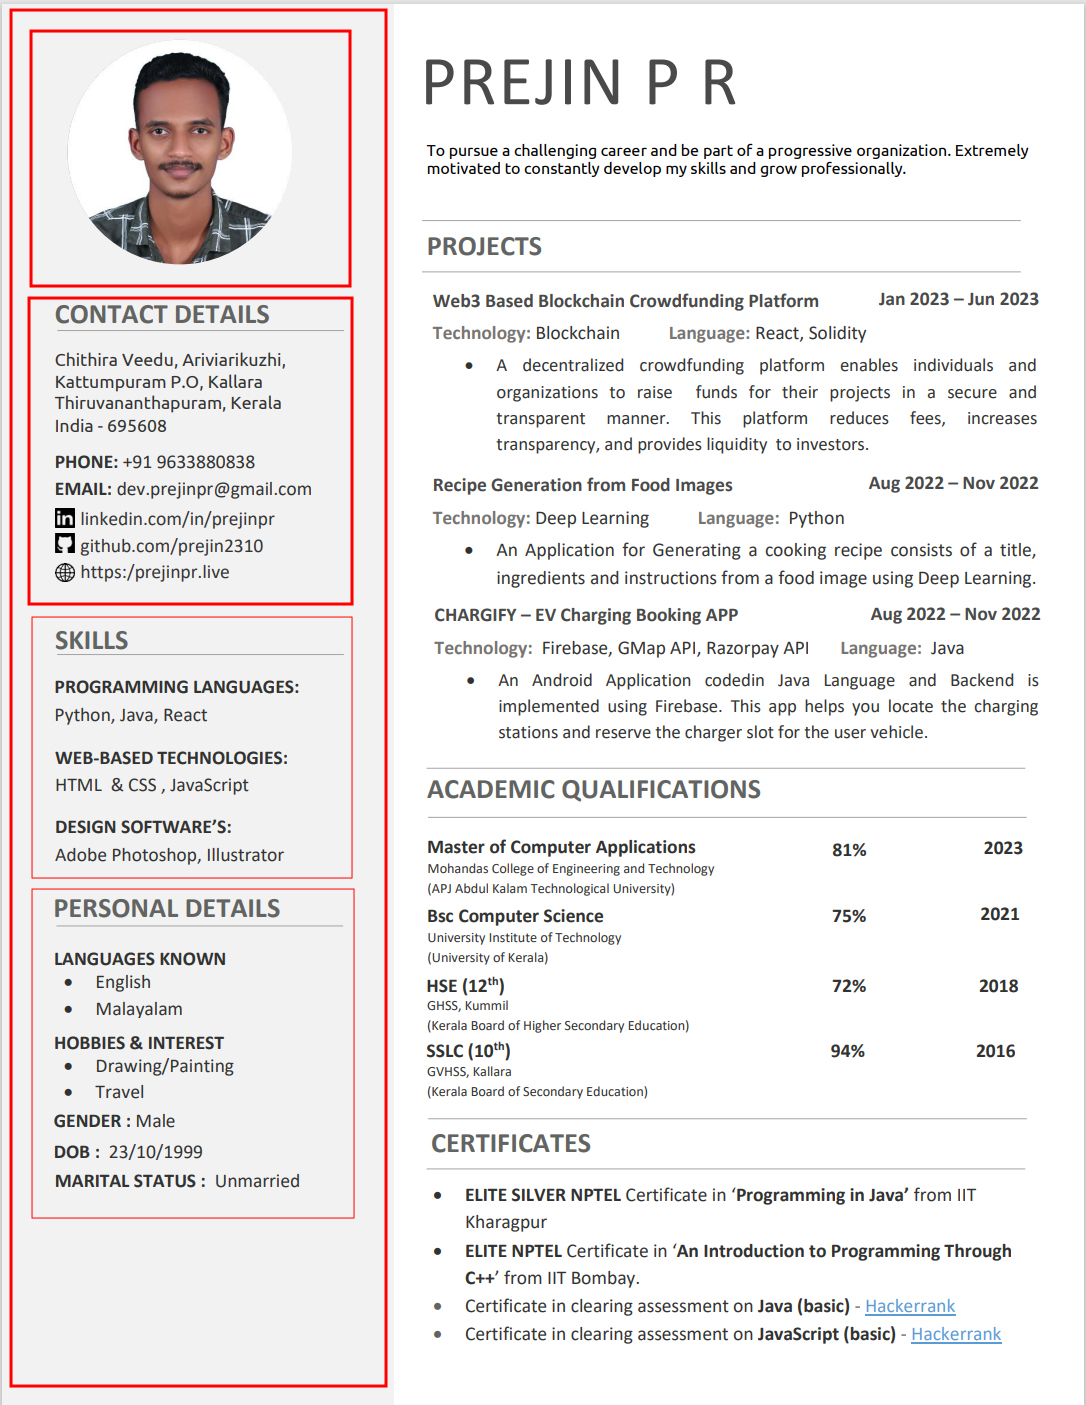 CONTACT DETAILS
Chithira Veedu, Ariviarikuzhi,
Kattumpuram P.O, Kallara
Thiruvananthapuram, Kerala
India - 695608
PHONE: +91 9633880838
EMAIL: dev.prejinpr@gmail.com
linkedin.com/in/prejinpr
github.com/prejin2310
https:/prejinpr.live
SKILLS
PROGRAMMING LANGUAGES:
Python, Java, React
WEB-BASED TECHNOLOGIES:
HTML & CSS , JavaScript
DESIGN SOFTWARE’S:
Adobe Photoshop, Illustrator
PERSONAL DETAILS
LANGUAGES KNOWN
• English
• Malayalam
HOBBIES & INTEREST
• Drawing/Painting
• Travel
GENDER : Male
DOB : 23/10/1999
MARITAL STATUS : Unmarried
PREJIN P R
To pursue a challenging career and be part of a progressive organization. Extremely
motivated to constantly develop my skills and grow professionally.
PROJECTS
Web3 Based Blockchain Crowdfunding Platform Jan 2023 – Jun 2023
Technology: Blockchain Language: React, Solidity
• A decentralized crowdfunding platform enables individuals and
organizations to raise funds for their projects in a secure and
transparent manner. This platform reduces fees, increases
transparency, and provides liquidity to investors.
Recipe Generation from Food Images Aug 2022 – Nov 2022
Technology: Deep Learning Language: Python
• An Application for Generating a cooking recipe consists of a title,
ingredients and instructions from a food image using Deep Learning.
CHARGIFY – EV Charging Booking APP Aug 2022 – Nov 2022
Technology: Firebase, GMap API, Razorpay API Language: Java
• An Android Application codedin Java Language and Backend is
implemented using Firebase. This app helps you locate the charging
stations and reserve the charger slot for the user vehicle.
ACADEMIC QUALIFICATIONS
Master of Computer Applications 81% 2023
Mohandas College of Engineering and Technology
(APJ Abdul Kalam Technological University)
Bsc Computer Science 75% 2021
University Institute of Technology
(University of Kerala)
HSE (12th) 72% 2018
GHSS, Kummil
(Kerala Board of Higher Secondary Education)
SSLC (10th) 94% 2016
GVHSS, Kallara
(Kerala Board of Secondary Education)
CERTIFICATES
• ELITE SILVER NPTEL Certificate in ‘Programming in Java’ from IIT
Kharagpur
• ELITE NPTEL Certificate in ‘An Introduction to Programming Through
C++’ from IIT Bombay.
• Certificate in clearing assessment on Java (basic) - Hackerrank
• Certificate in clearing assessment on JavaScript (basic) - Hackerrank